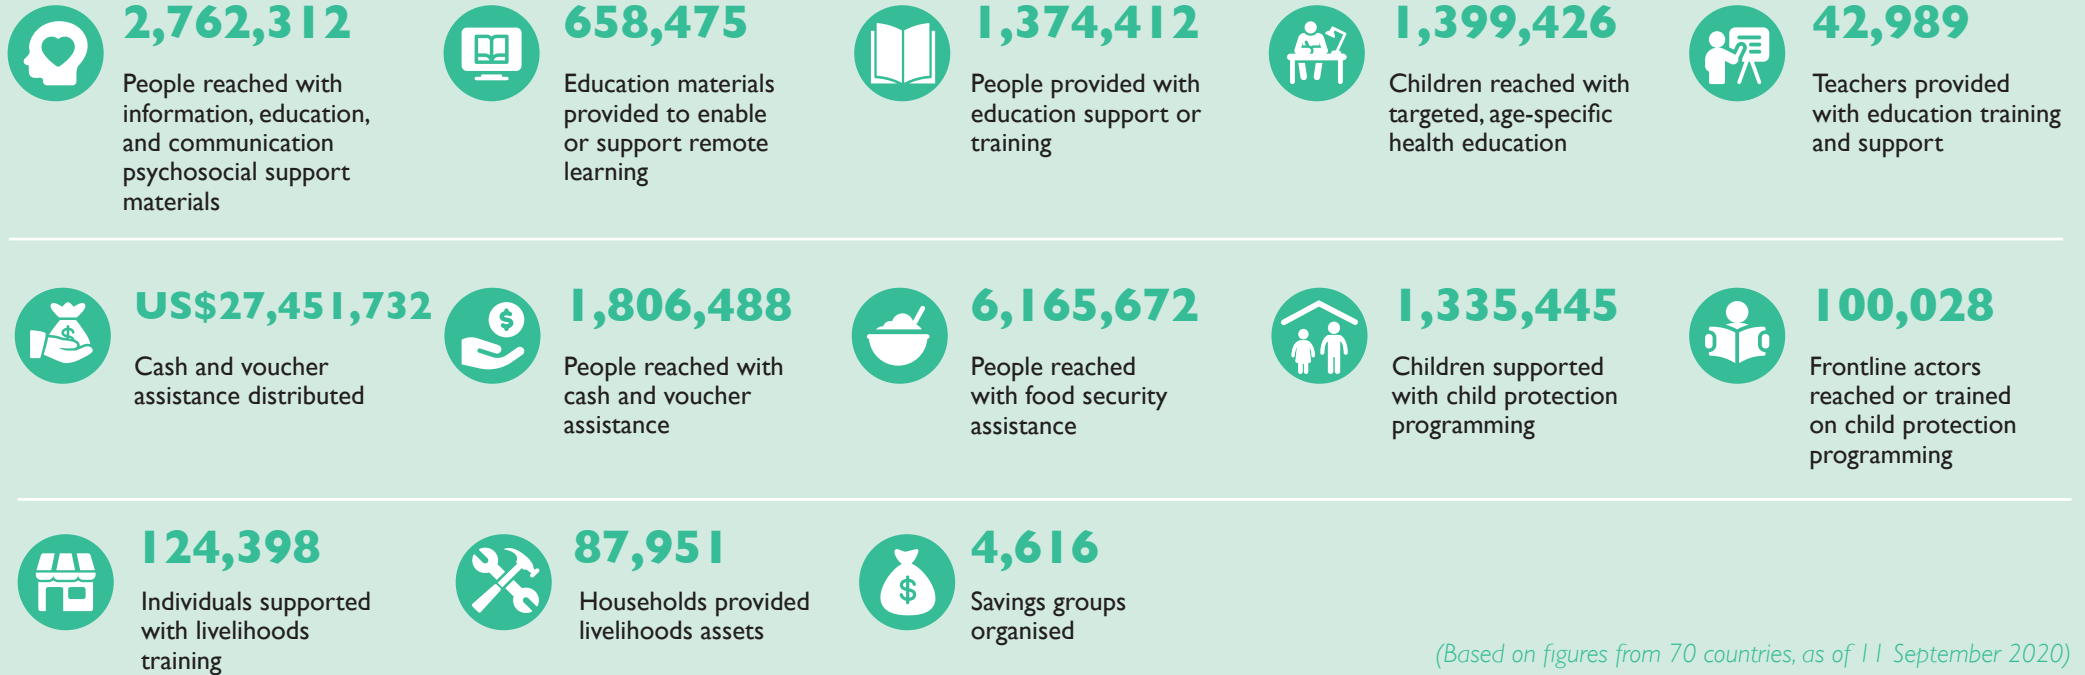 2,762,312
People reached with
information, education,
and communication
psychosocial support
materials
658,475
Education materials
provided to enable
or support remote
learning
1,374,412
People provided with
education support or
training
1,399,426
Children reached with
targeted, age-specific
health education
42,989
Teachers provided
with education training
and support
US$27,451,732
Cash and voucher
assistance distributed
$
1,806,488
People reached with
cash and voucher
assistance
$
6,165,672
People reached
with food security
assistance
1,335,445
Children supported
with child protection
programming
100,028
Frontline actors
reached or trained
on child protection
programming
124,398
Individuals supported
with livelihoods
training
87,951
Households provided
livelihoods assets
4,616
Savings groups
organised
$
(Based on figures from 70 countries, as of 11 September 2020)